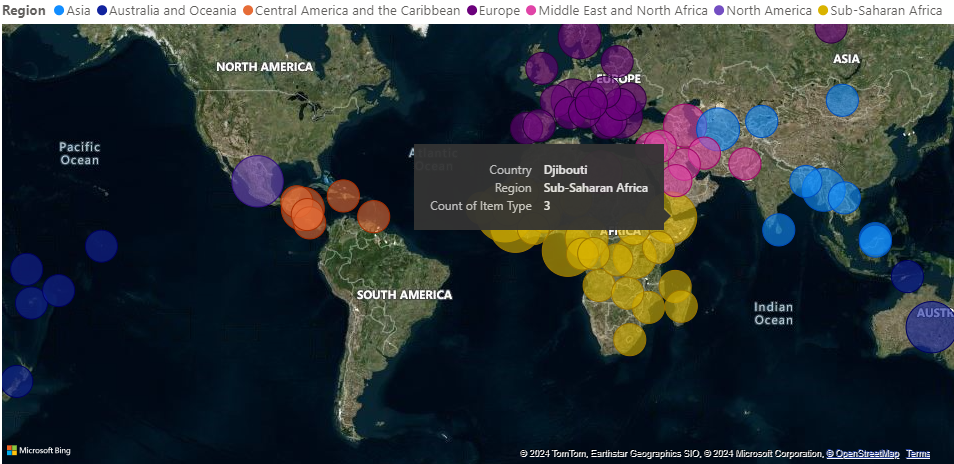 Region Asia Australia and Oceania Central America and the Caribbean Europe Middle East and North Africa North America Sub-Saharan Africa
NORTH AMERICA
EUROPE
ASIA
Pacific
Ocean
Atlantic
Ocean
Country Djibouti
Region Sub-Saharan Africa
Count of Item Type 3
AFRICA
SOUTH AMERICA
Indian
Ocean
AUSTR
Microsoft Bing
© 2024 TomTom, Earthstar Geographics SIO, © 2024 Microsoft Corporation, © OpenStreetMap Terms